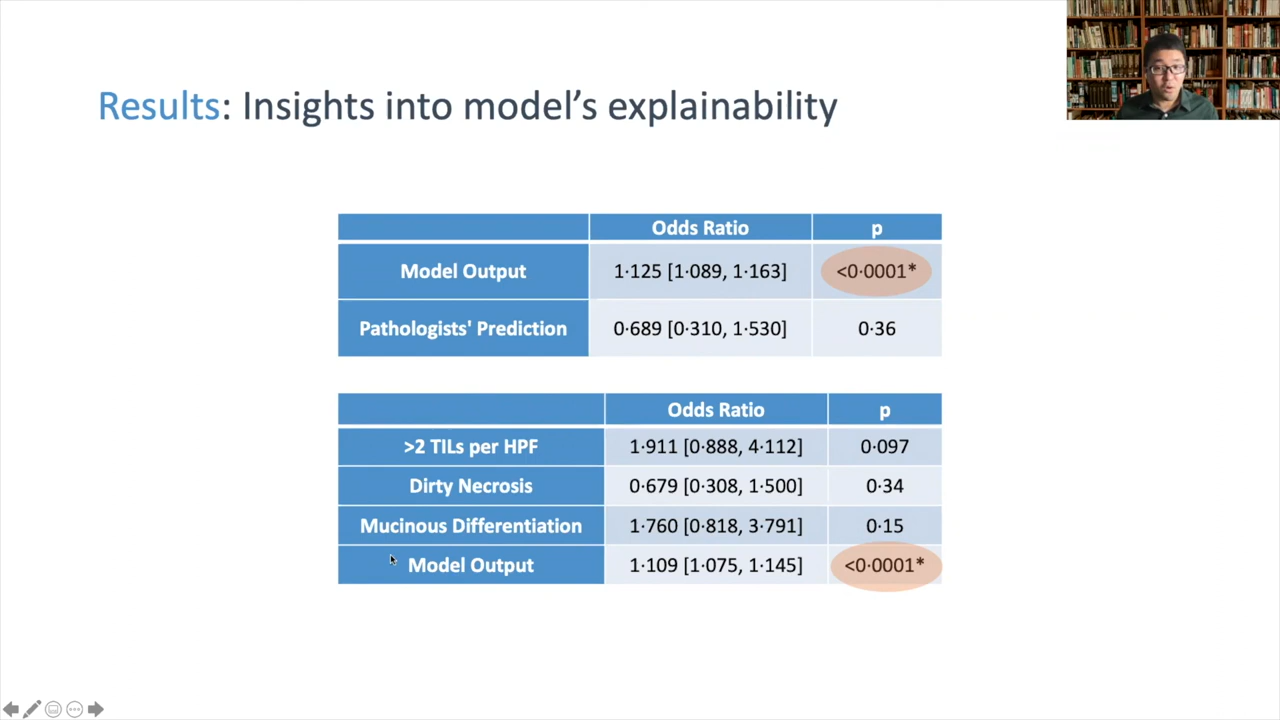 Results: Insights into model's explainability
Odds Ratio p
Model Output 1·125 [1·089, 1·163] <0·0001*
Pathologists' Prediction 0·689 [0·310, 1·530] 0·36
Odds Ratio p
>2 TILs per HPF 1·911 [0·888, 4·112] 0·097
Dirty Necrosis 0·679 [0·308, 1·500] 0·34
Mucinous Differentiation 1·760 [0·818, 3·791] 0·15
Model Output 1·109 [1·075, 1·145] <0·0001*